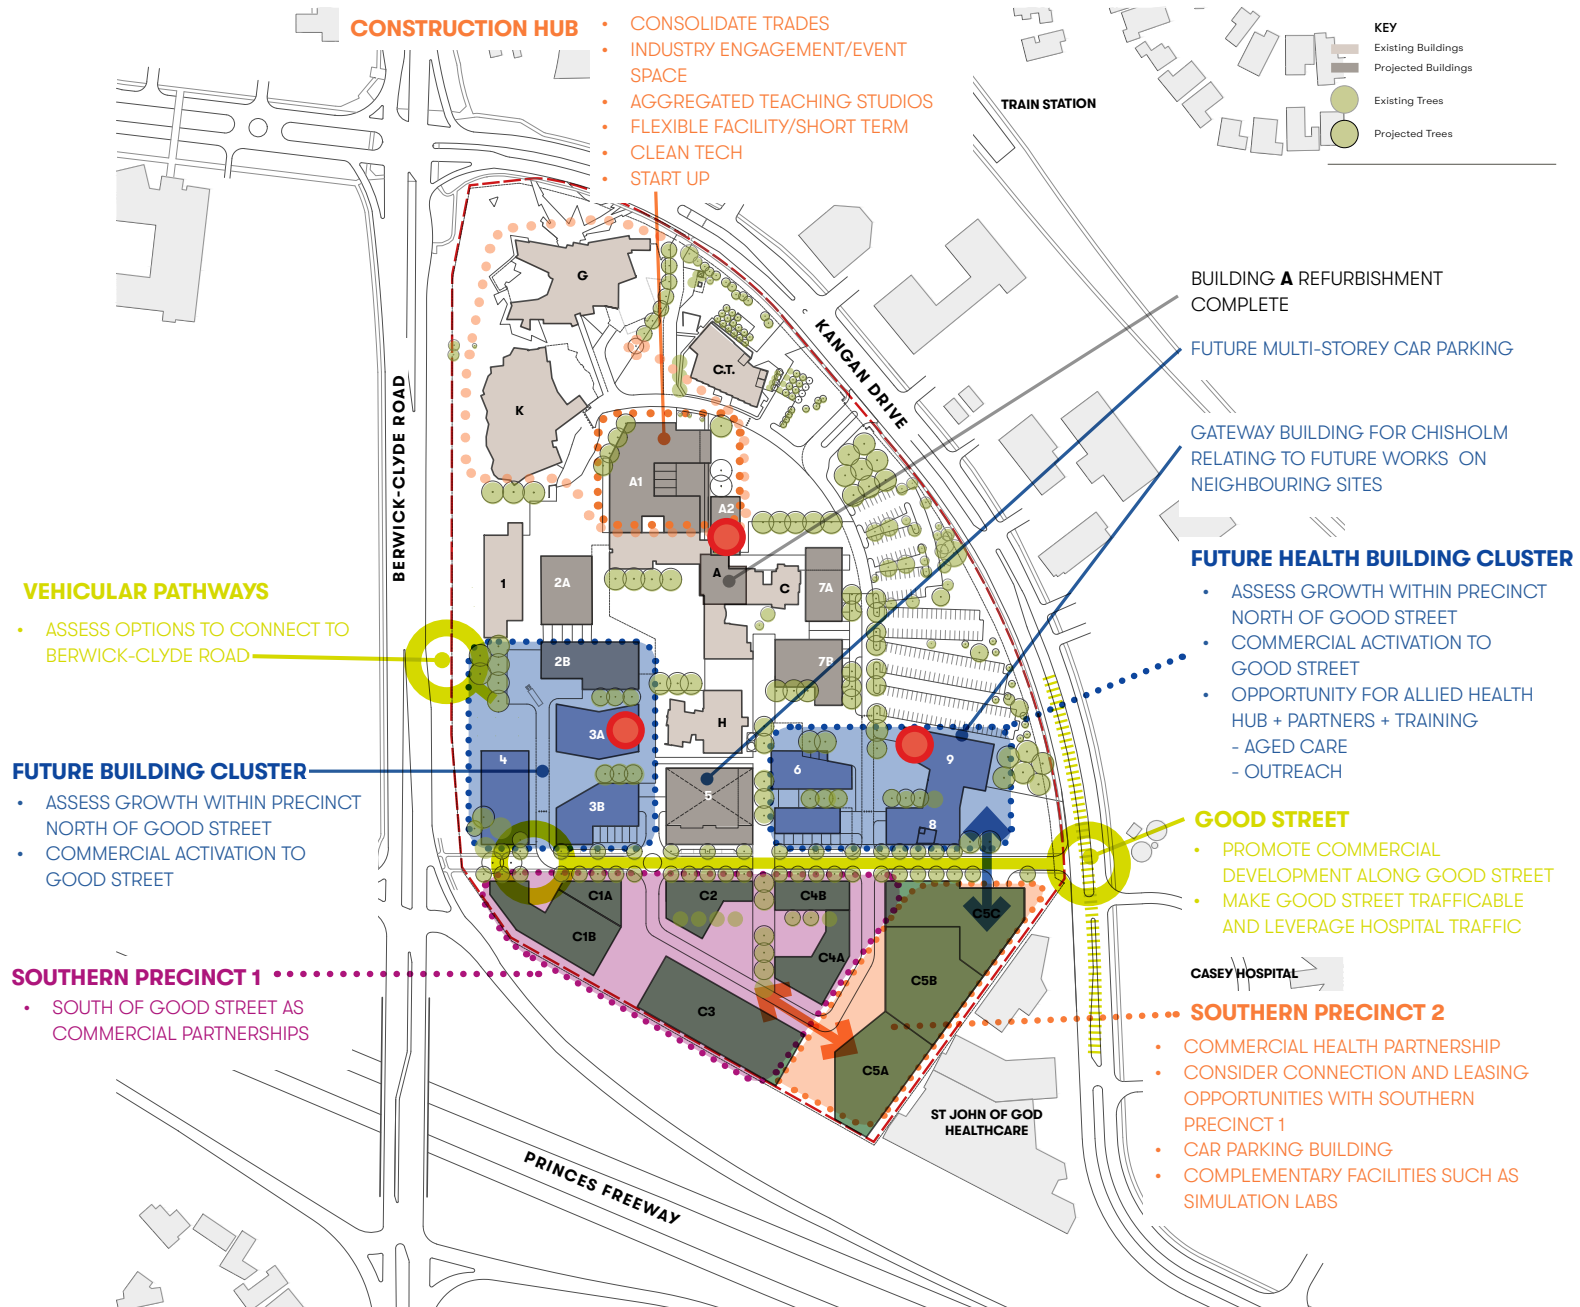 CONSTRUCTION HUB
• CONSOLIDATE TRADES
• INDUSTRY ENGAGEMENT/EVENT
SPACE
• AGGREGATED TEACHING STUDIOS
• FLEXIBLE FACILITY/SHORT TERM
• CLEAN TECH
• START UP
KEY
Existing Buildings
Projected Buildings
Existing Trees
Projected Trees
TRAIN STATION
BUILDING A REFURBISHMENT
COMPLETE
FUTURE MULTI-STOREY CAR PARKING
GATEWAY BUILDING FOR CHISHOLM
RELATING TO FUTURE WORKS ON
NEIGHBOURING SITES
FUTURE HEALTH BUILDING CLUSTER
• ASSESS GROWTH WITHIN PRECINCT
NORTH OF GOOD STREET
• COMMERCIAL ACTIVATION TO
GOOD STREET
• OPPORTUNITY FOR ALLIED HEALTH
HUB + PARTNERS + TRAINING
- AGED CARE
- OUTREACH
GOOD STREET
• PROMOTE COMMERCIAL
DEVELOPMENT ALONG GOOD STREET
• MAKE GOOD STREET TRAFFICABLE
AND LEVERAGE HOSPITAL TRAFFIC
CASEY HOSPITAL
SOUTHERN PRECINCT 2
• COMMERCIAL HEALTH PARTNERSHIP
• CONSIDER CONNECTION AND LEASING
OPPORTUNITIES WITH SOUTHERN
PRECINCT 1
• CAR PARKING BUILDING
• COMPLEMENTARY FACILITIES SUCH AS
SIMULATION LABS
VEHICULAR PATHWAYS
• ASSESS OPTIONS TO CONNECT TO
BERWICK-CLYDE ROAD
FUTURE BUILDING CLUSTER
• ASSESS GROWTH WITHIN PRECINCT
NORTH OF GOOD STREET
• COMMERCIAL ACTIVATION TO
GOOD STREET
SOUTHERN PRECINCT 1
• SOUTH OF GOOD STREET AS
COMMERCIAL PARTNERSHIPS
BERWICK-CLYDE ROAD
KANGAN DRIVE
PRINCES FREEWAY
ST JOHN OF GOD
HEALTHCARE
G
C.T.
K
A1
A2
1
2A
A
C
7A
2B
7B
H
3A
4
3B
5
6
9
8
C1A
C1B
C2
C4B
C4A
C3
C5C
C5B
C5A